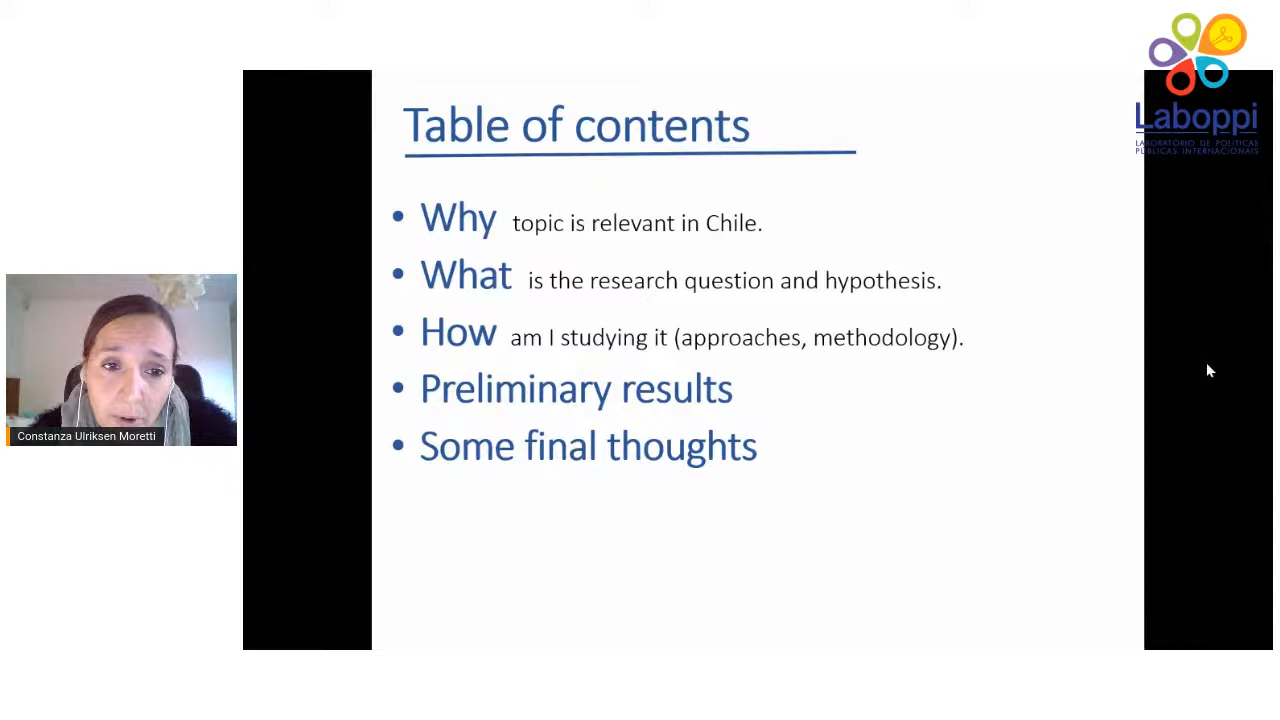 Table of contents
• Why topic is relevant in Chile.
• What is the research question and hypothesis.
• How am I studying it (approaches, methodology).
• Preliminary results
• Some final thoughts
Constanza Ulriksen Moretti
Laboppi
LABORATÓRIO DE POLÍTICAS
PÚBLICAS INTERNACIONAIS